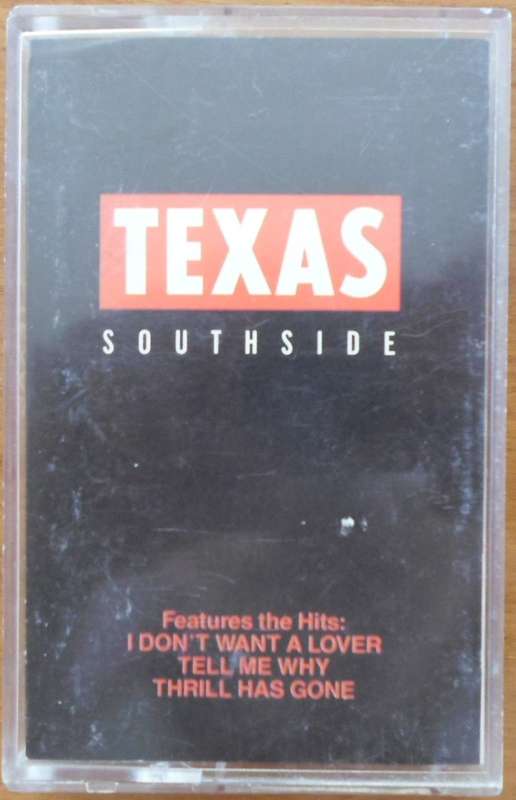 TEXAS
SOUTHSIDE
Features the Hits:
I DON'T WANT A LOVER
TELL ME WHY
THRILL HAS GONE